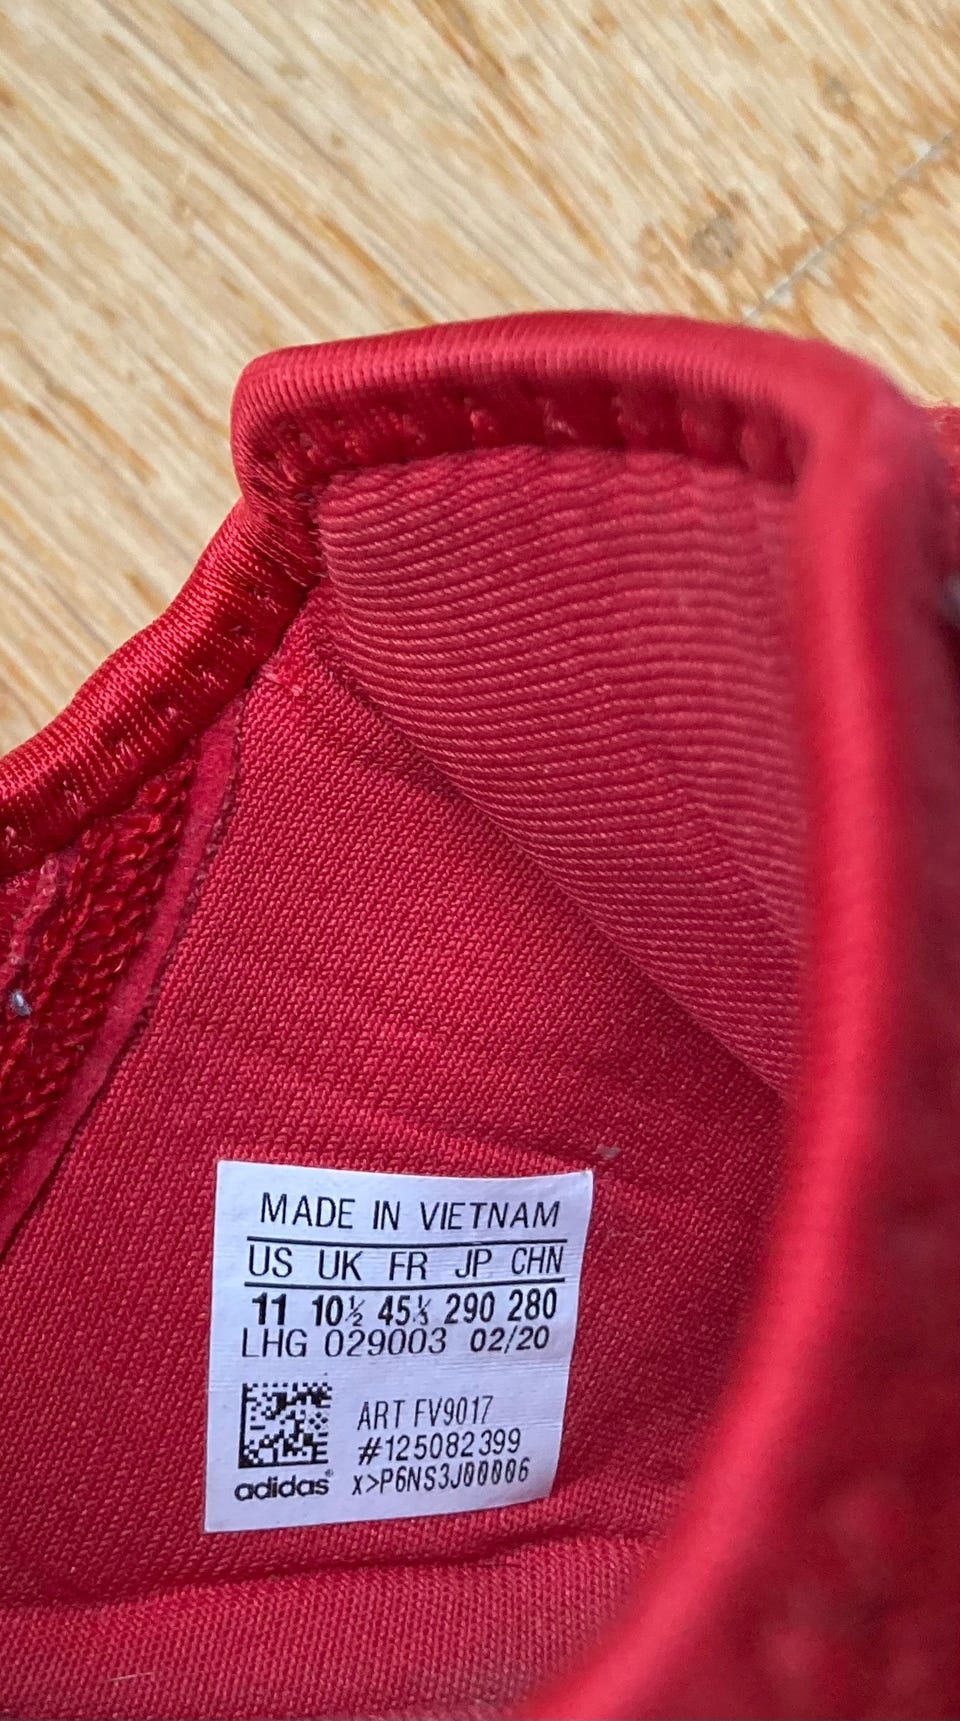 MADE IN VIETNAM
US UK FR JP CHN
11 10½ 45⅓ 290 280
LHG 029003 02/20
ART FV9017
#125082399
adidas® x>P6NS3J00006